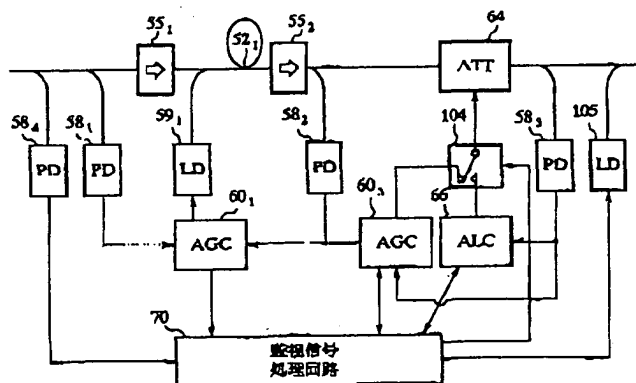 55₁
52₁
55₂
64
ATT
58₄
58₁
59₁
58₂
104
58₃
105
PD
PD
LD
PD
PD
LD
60₁
60₃
66
AGC
AGC
ALC
70
監視信号
処理回路